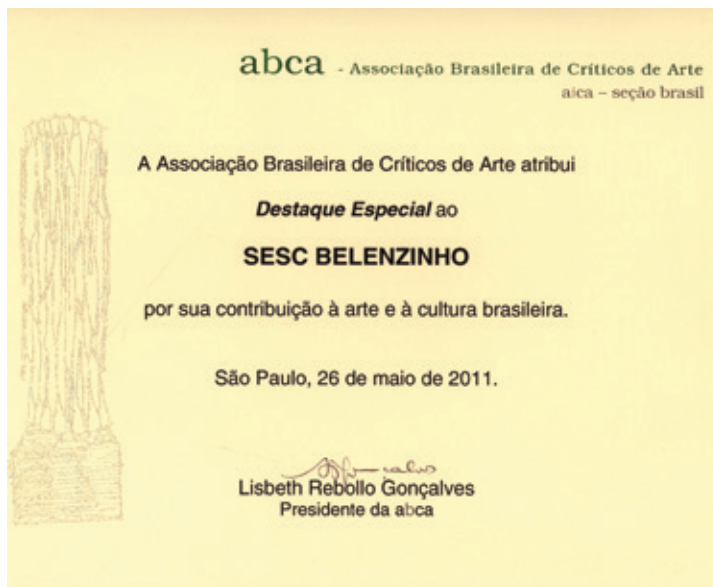 abca - Associação Brasileira de Críticos de Arte
aica – seção brasil
A Associação Brasileira de Críticos de Arte atribui
Destaque Especial ao
SESC BELENZINHO
por sua contribuição à arte e à cultura brasileira.
São Paulo, 26 de maio de 2011.
Lisbeth Rebollo Gonçalves
Presidente da abca